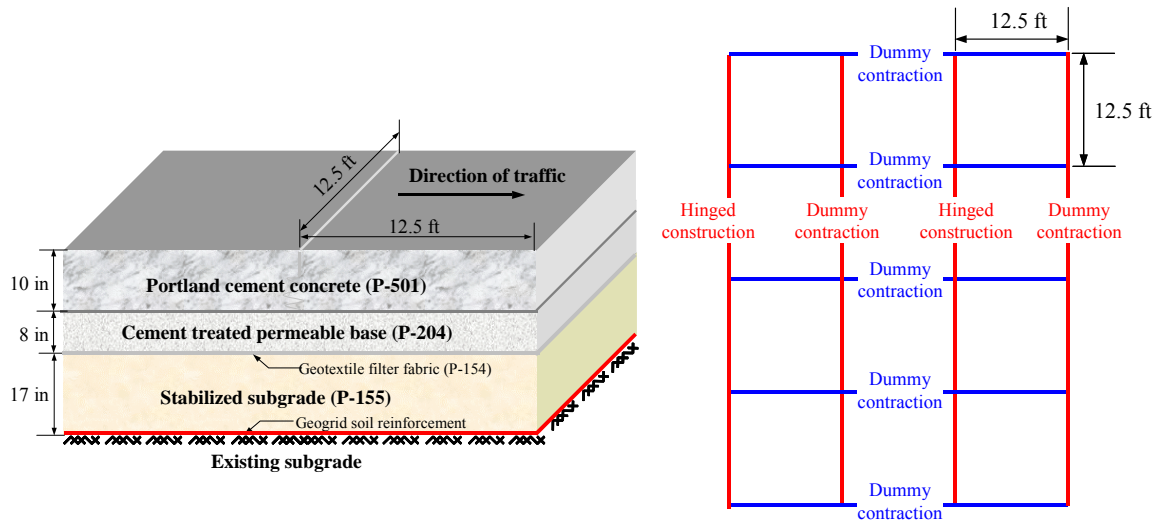 12.5 ft
Direction of traffic
12.5 ft
10 in
Portland cement concrete (P-501)
8 in
Cement treated permeable base (P-204)
Geotextile filter fabric (P-154)
17 in
Stabilized subgrade (P-155)
Geogrid soil reinforcement
Existing subgrade
12.5 ft
Dummy
contraction
12.5 ft
Dummy
contraction
Hinged
construction
Dummy
contraction
Hinged
construction
Dummy
contraction
Dummy
contraction
Dummy
contraction
Dummy
contraction